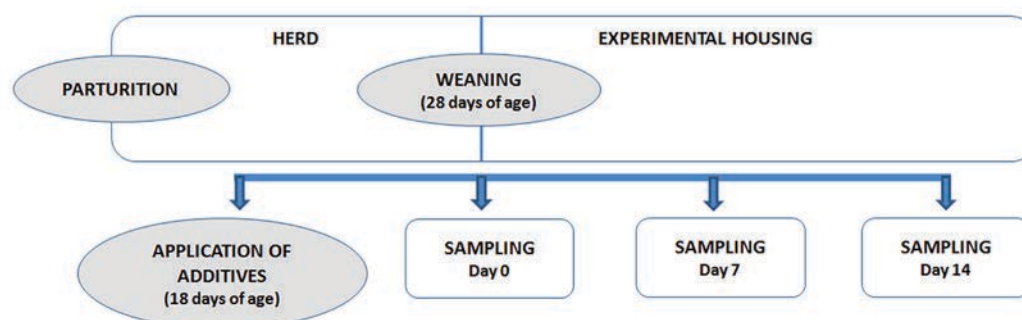 HERD
EXPERIMENTAL HOUSING
PARTURITION
WEANING
(28 days of age)
APPLICATION OF
ADDITIVES
(18 days of age)
SAMPLING
Day 0
SAMPLING
Day 7
SAMPLING
Day 14